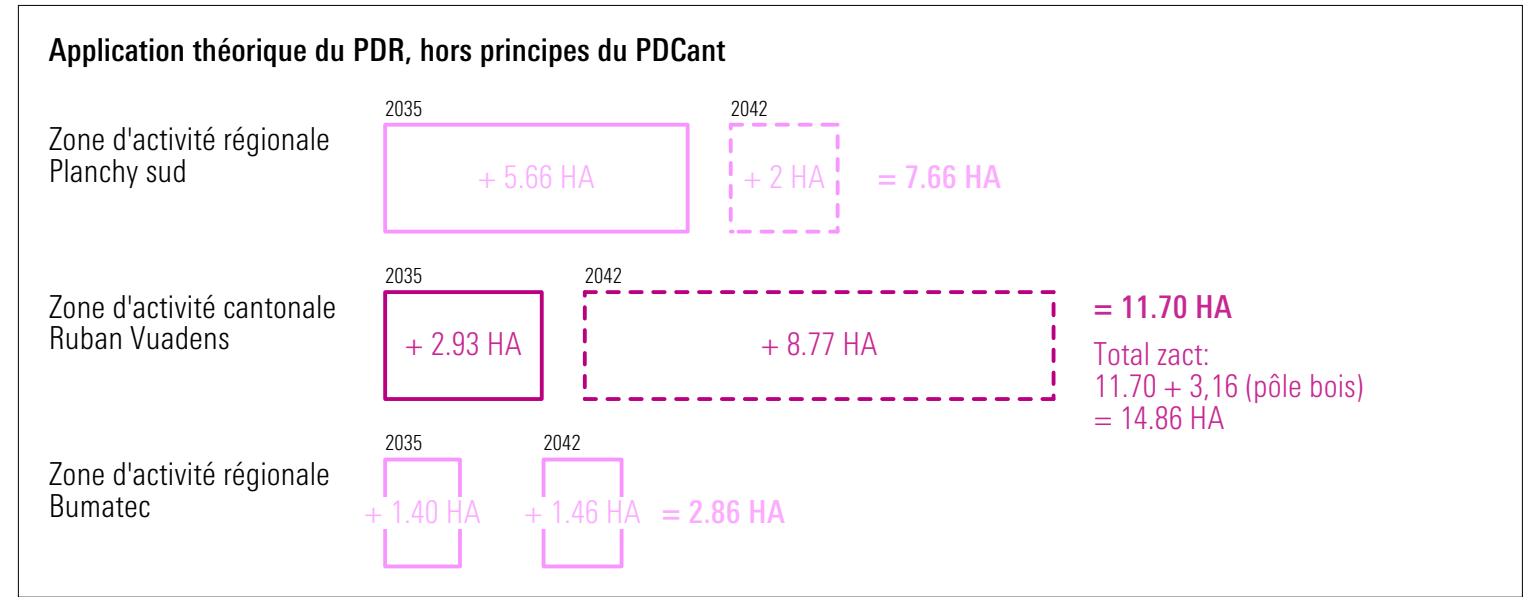 Application théorique du PDR, hors principes du PDCant
Zone d'activité régionale
Planchy sud
2035
+ 5.66 HA
2042
+ 2 HA
= 7.66 HA
Zone d'activité cantonale
Ruban Vuadens
2035
+ 2.93 HA
2042
+ 8.77 HA
= 11.70 HA
Total zact:
11.70 + 3,16 (pôle bois)
= 14.86 HA
Zone d'activité régionale
Bumatec
2035
+ 1.40 HA
2042
+ 1.46 HA
= 2.86 HA